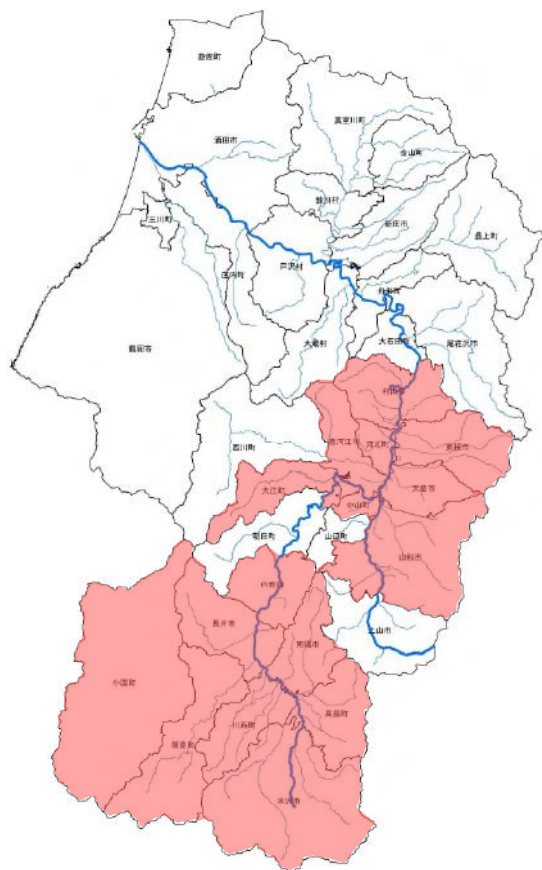 遊佐町
酒田市
真室川町
金山町
鮭川村
新庄市
最上町
三川町
庄内町
戸沢村
舟形町
鶴岡市
大蔵村
大石田町
尾花沢市
村山市
西川町
寒河江市
河北町
東根市
大江町
天童市
中山町
朝日町
山辺町
山形市
白鷹町
上山市
長井市
南陽市
小国町
川西町
高畠町
飯豊町
米沢市